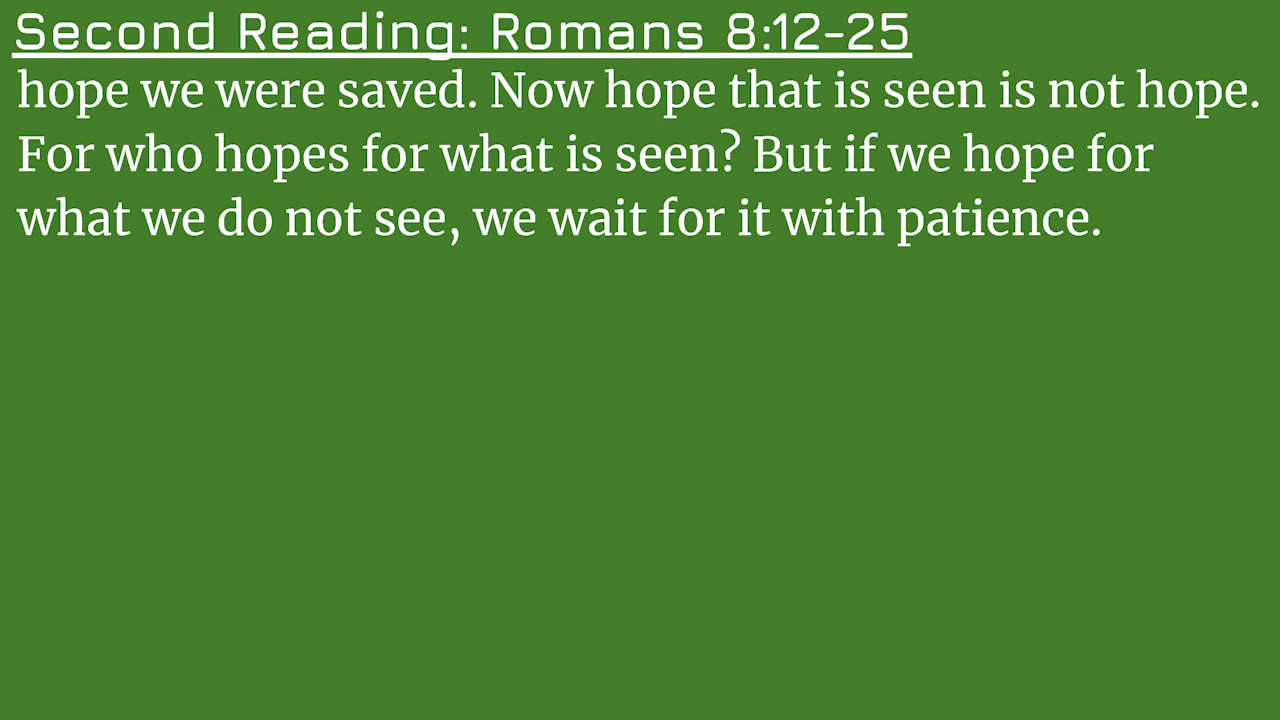 Second Reading: Romans 8:12-25
hope we were saved. Now hope that is seen is not hope.
For who hopes for what is seen? But if we hope for
what we do not see, we wait for it with patience.